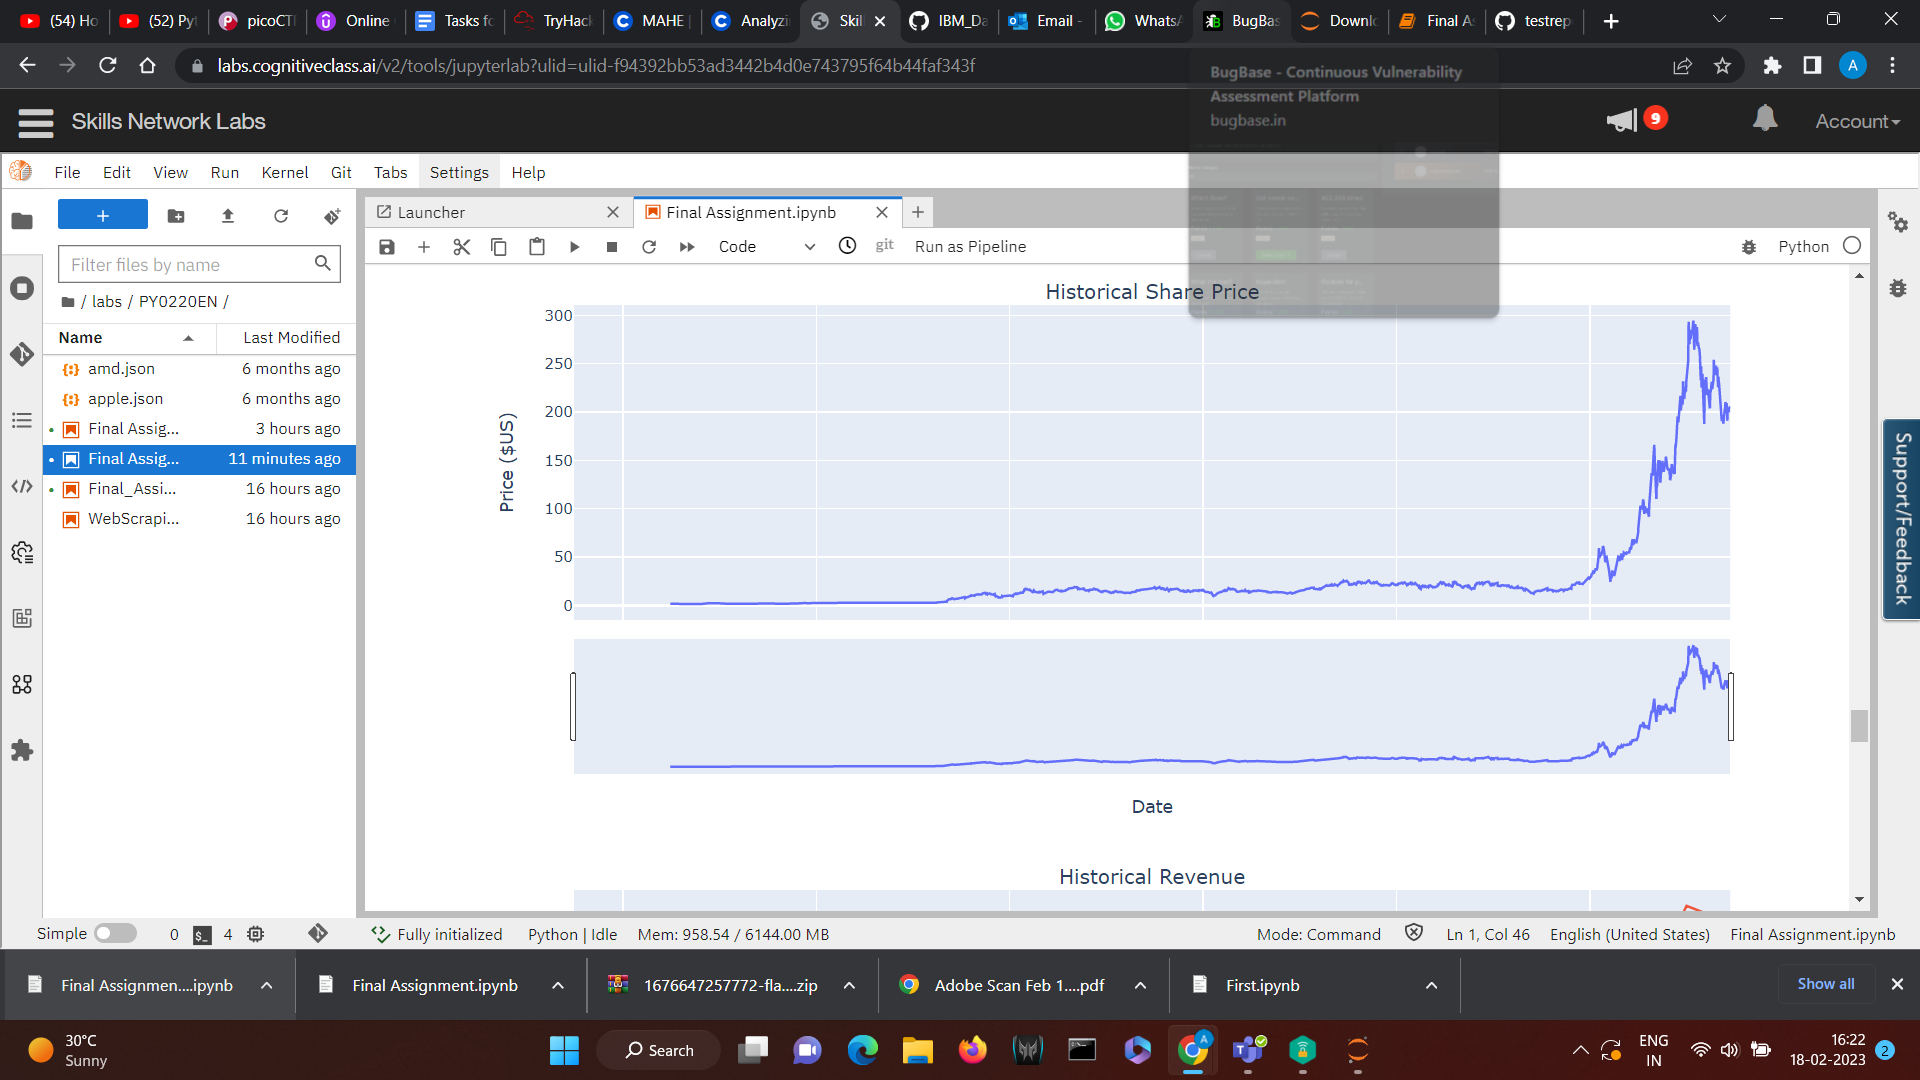 (54) Ho
(52) Pyt
picoCTI
Online
Tasks fo
TryHack
MAHE |
Analyzin
Skil
IBM_Da
Email -
WhatsA
BugBas
Downlo
Final As
testrep
labs.cognitiveclass.ai/v2/tools/jupyterlab?ulid=ulid-f94392bb53ad3442b4d0e743795f64b44faf343f
A
BugBase - Continuous Vulnerability
Assessment Platform
bugbase.in
Skills Network Labs
9
Account
File Edit View Run Kernel Git Tabs Settings Help
Launcher
Final Assignment.ipynb
Code
git
Run as Pipeline
Python
Filter files by name
/ labs / PY0220EN /
Name Last Modified
amd.json 6 months ago
apple.json 6 months ago
Final Assig... 3 hours ago
Final Assig... 11 minutes ago
Final_Assi... 16 hours ago
WebScrapi... 16 hours ago
Historical Share Price
300
250
200
150
100
50
0
Price ($US)
Date
Historical Revenue
Support/Feedback
Simple 0 $_ 4 Fully initialized Python | Idle Mem: 958.54 / 6144.00 MB Mode: Command Ln 1, Col 46 English (United States) Final Assignment.ipynb
Final Assignmen....ipynb
Final Assignment.ipynb
1676647257772-fla....zip
Adobe Scan Feb 1....pdf
First.ipynb
Show all
30°C
Sunny
Search
A
ENG
IN
16:22
18-02-2023
2